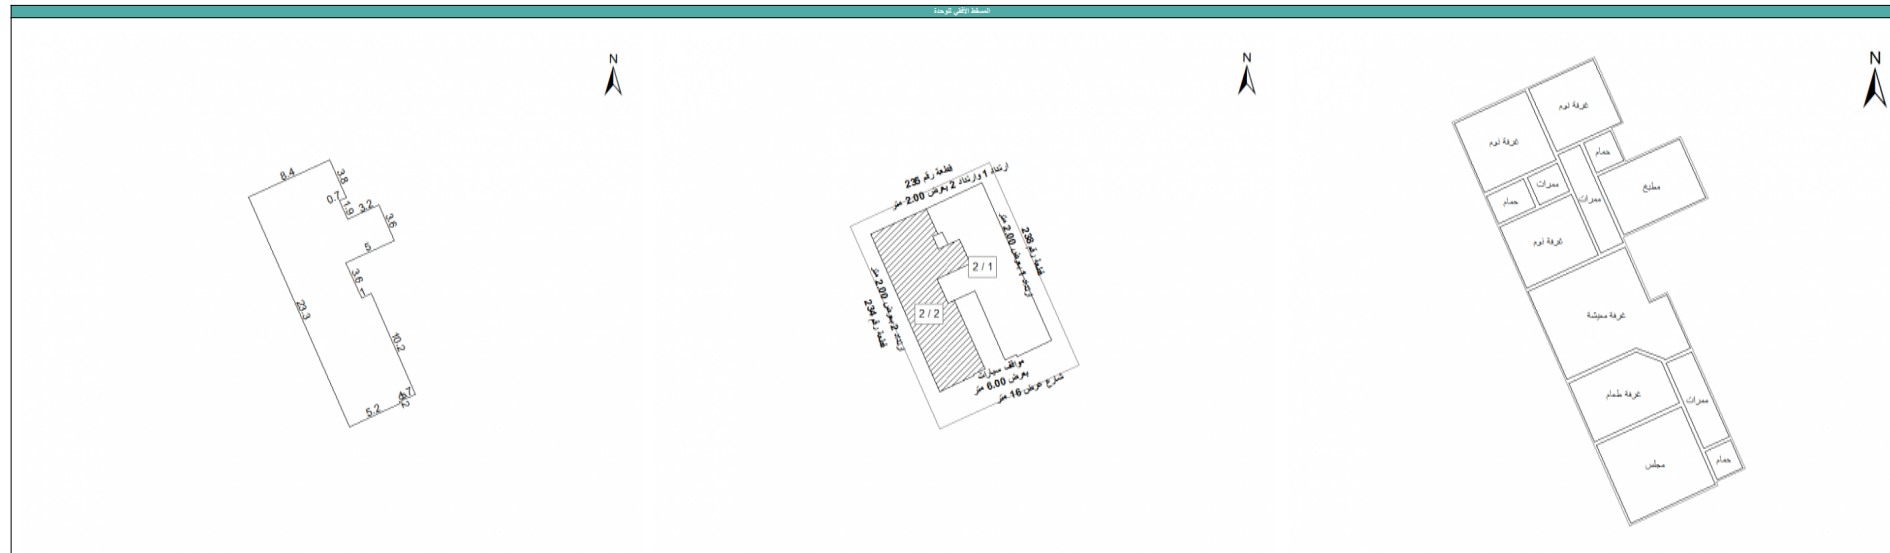 المسقط الأفقي للوحدة
N
8.4
3.8
0.7
1.9
3.2
3.6
5
3.6
1
10.2
23.3
5.2
N
قطعة رقم 235
ارتداد 1 وارتداد 2 بعرض 2.00 متر
قطعة رقم 236
ارتداد 1 بعرض 2.00 متر
2 / 1
2 / 2
ارتداد 2 بعرض 2.00 متر
قطعة رقم 234
مواقف سيارات
بعرض 6.00 متر
شارع عرض 16 متر
N
غرفة نوم
غرفة نوم
حمام
مطبخ
ممرات
ممرات
حمام
غرفة نوم
غرفة معيشة
غرفة طعام
ممرات
مجلس
حمام